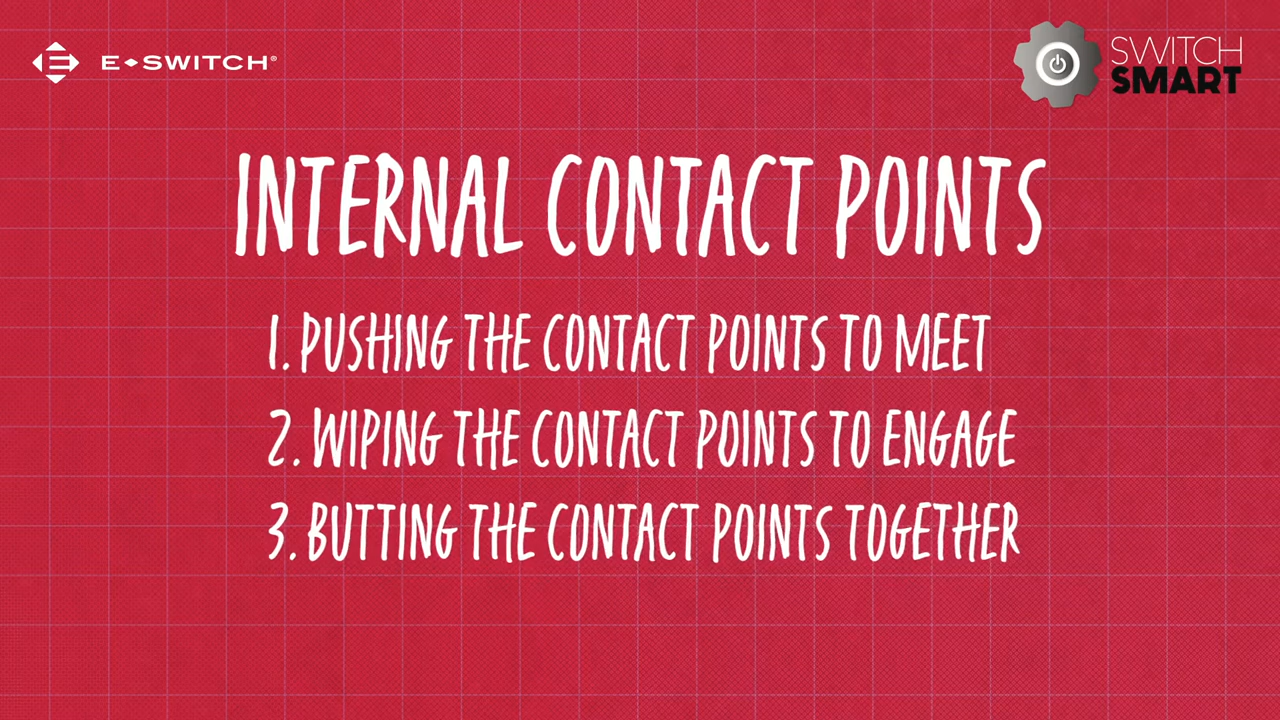 E•SWITCH®
SWITCH
SMART
INTERNAL CONTACT POINTS
1. PUSHING THE CONTACT POINTS TO MEET
2. WIPING THE CONTACT POINTS TO ENGAGE
3. BUTTING THE CONTACT POINTS TOGETHER